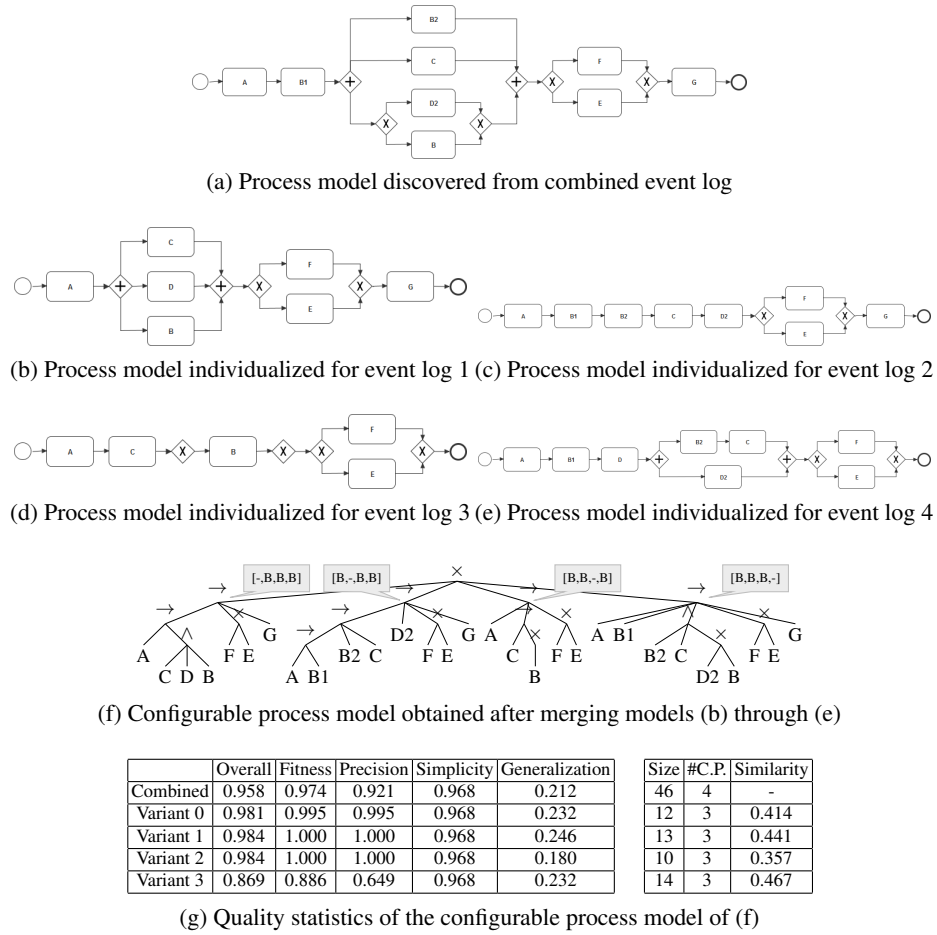 B2
A B1 + C + X F X G
E
X D2 X
B
(a) Process model discovered from combined event log
C
A + D + X F X G
B E
A B1 B2 C D2 X F X G
E
(b) Process model individualized for event log 1
(c) Process model individualized for event log 2
A C X B X X F X
E
A B1 D + B2 C + X F X
D2 E
(d) Process model individualized for event log 3
(e) Process model individualized for event log 4
[-,B,B,B] [B,-,B,B] × [B,B,-,B] [B,B,B,-]
→ → → →
→ × → × → × ∧ ×
A ∧ F E G B2 C D2 F E G A C × F E A B1 B2 C × F E G
C D B A B1 B D2 B
(f) Configurable process model obtained after merging models (b) through (e)
Overall Fitness Precision Simplicity Generalization Size #C.P. Similarity
Combined 0.958 0.974 0.921 0.968 0.212 46 4 -
Variant 0 0.981 0.995 0.995 0.968 0.232 12 3 0.414
Variant 1 0.984 1.000 1.000 0.968 0.246 13 3 0.441
Variant 2 0.984 1.000 1.000 0.968 0.180 10 3 0.357
Variant 3 0.869 0.886 0.649 0.968 0.232 14 3 0.467
(g) Quality statistics of the configurable process model of (f)